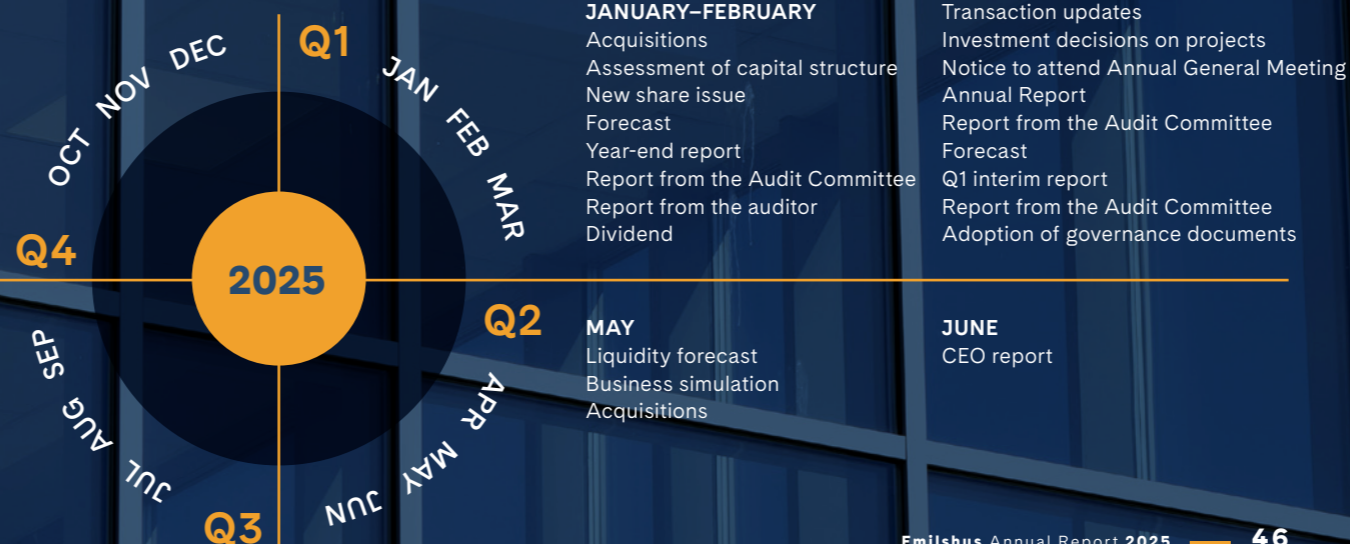 Q1
JAN FEB MAR
Q2
APR MAY JUN
Q3
JUL AUG SEP
Q4
OCT NOV DEC
2025
JANUARY–FEBRUARY
Acquisitions
Assessment of capital structure
New share issue
Forecast
Year-end report
Report from the Audit Committee
Report from the auditor
Dividend
Transaction updates
Investment decisions on projects
Notice to attend Annual General Meeting
Annual Report
Report from the Audit Committee
Forecast
Q1 interim report
Report from the Audit Committee
Adoption of governance documents
MAY
Liquidity forecast
Business simulation
Acquisitions
JUNE
CEO report
Emilshus Annual Report 2025 46